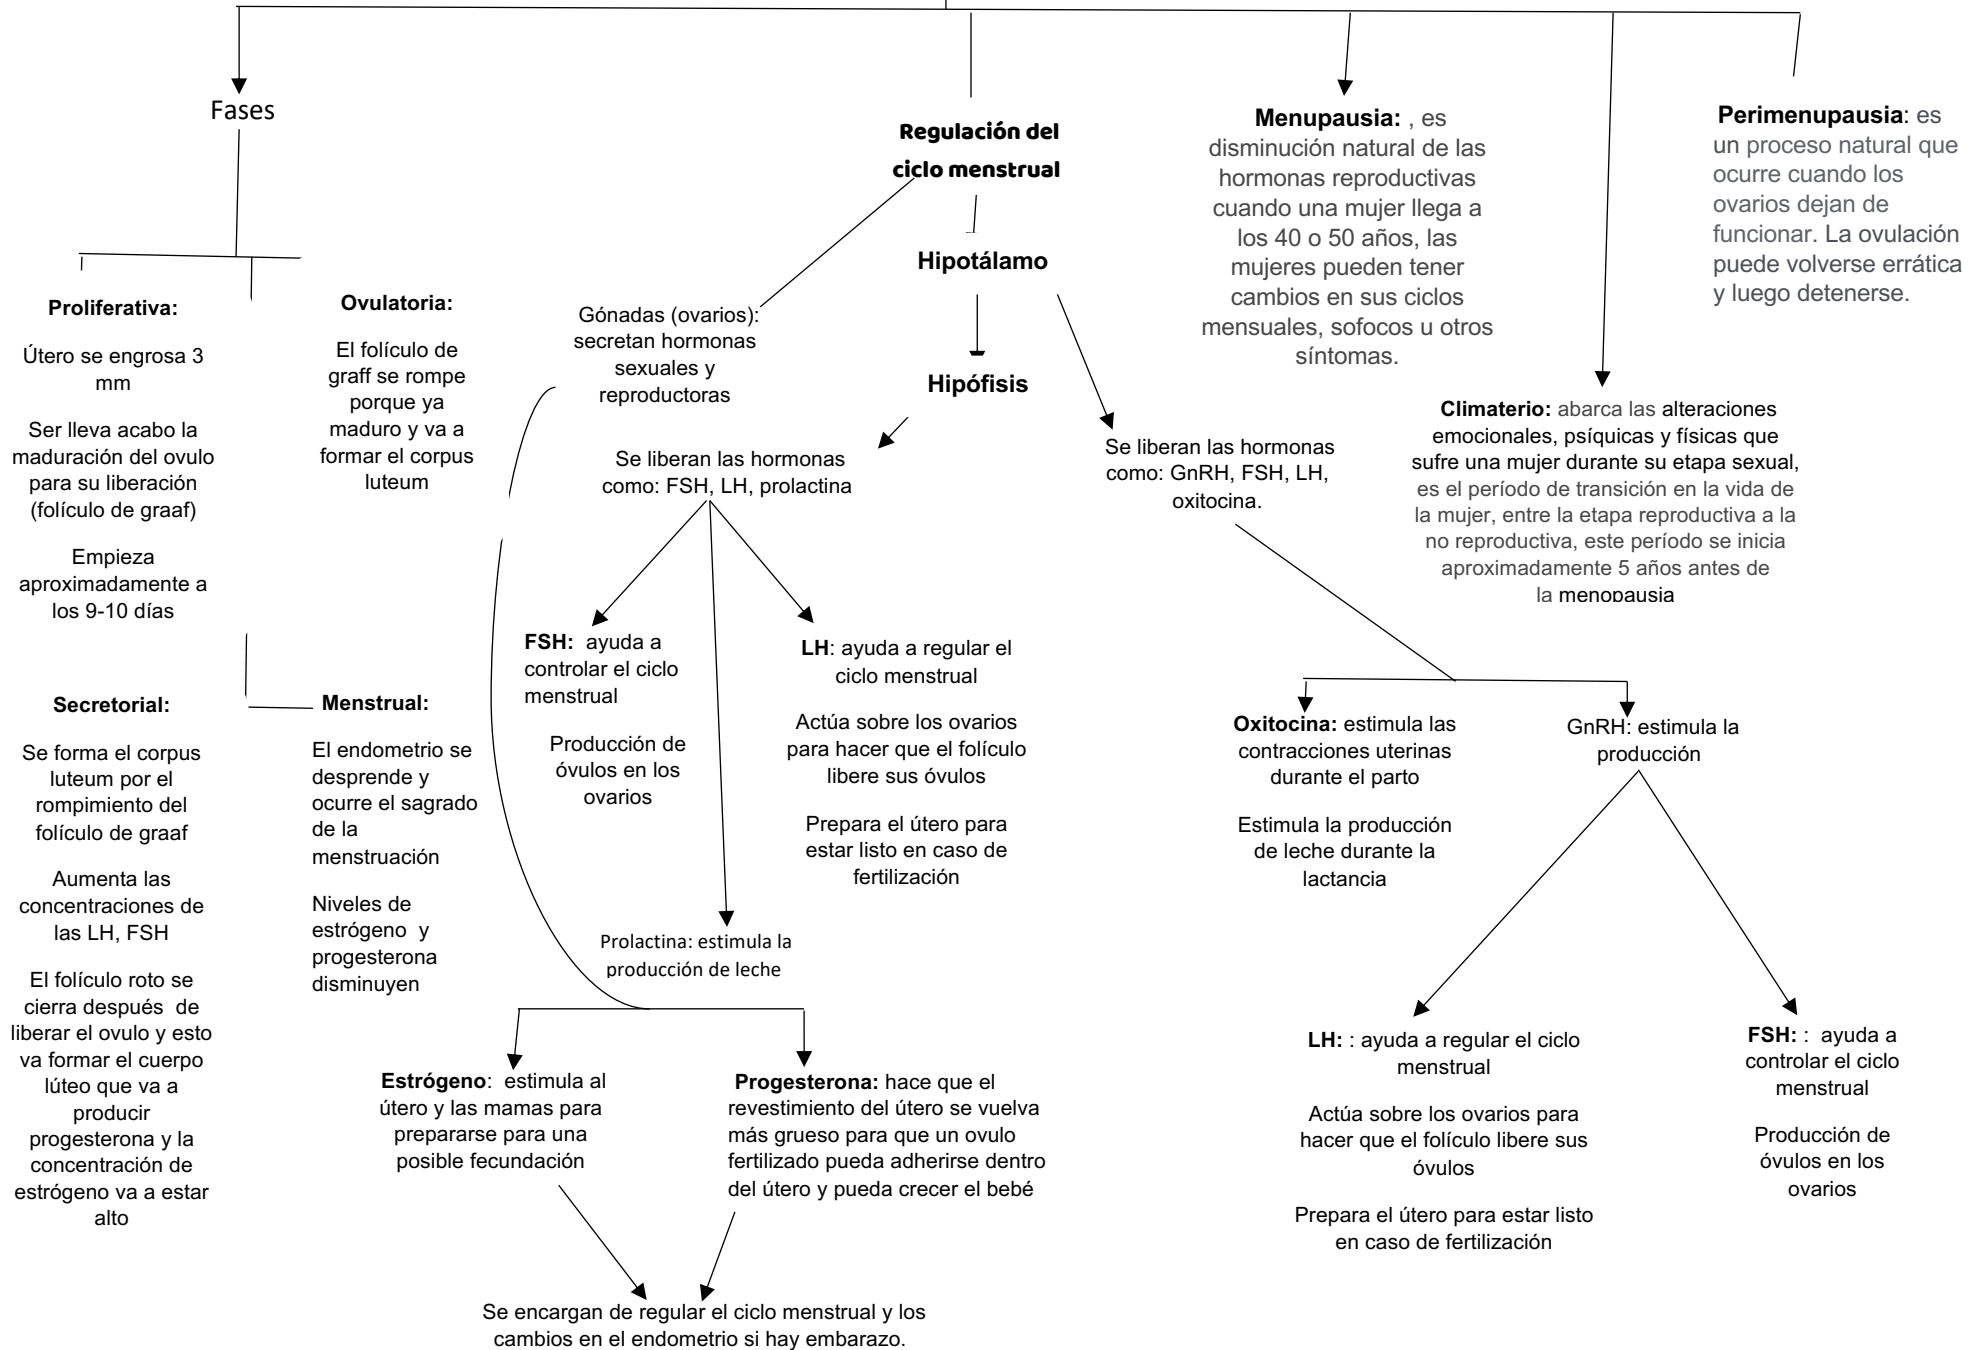 Fases
Proliferativa:
Útero se engrosa 3
mm
Ser lleva acabo la
maduración del ovulo
para su liberación
(folículo de graaf)
Empieza
aproximadamente a
los 9-10 días
Ovulatoria:
El folículo de
graff se rompe
porque ya
maduro y va a
formar el corpus
luteum
Secretorial:
Se forma el corpus
luteum por el
rompimiento del
folículo de graaf
Aumenta las
concentraciones de
las LH, FSH
El folículo roto se
cierra después  de
liberar el ovulo y esto
va formar el cuerpo
lúteo que va a
producir
progesterona y la
concentración de
estrógeno va a estar
alto
Menstrual:
El endometrio se
desprende y
ocurre el sagrado
de la
menstruación
Niveles de
estrógeno  y
progesterona
disminuyen
Regulación del
ciclo menstrual
Hipotálamo
Hipófisis
Gónadas (ovarios):
secretan hormonas
sexuales y
reproductoras
Se liberan las hormonas
como: FSH, LH, prolactina
FSH:  ayuda a
controlar el ciclo
menstrual
Producción de
óvulos en los
ovarios
LH: ayuda a regular el
ciclo menstrual
Actúa sobre los ovarios
para hacer que el folículo
libere sus óvulos
Prepara el útero para
estar listo en caso de
fertilización
Prolactina: estimula la
producción de leche
Estrógeno:  estimula al
útero y las mamas para
prepararse para una
posible fecundación
Progesterona: hace que el
revestimiento del útero se vuelva
más grueso para que un ovulo
fertilizado pueda adherirse dentro
del útero y pueda crecer el bebé
Se encargan de regular el ciclo menstrual y los
cambios en el endometrio si hay embarazo.
Se liberan las hormonas
como: GnRH, FSH, LH,
oxitocina.
Oxitocina: estimula las
contracciones uterinas
durante el parto
Estimula la producción
de leche durante la
lactancia
GnRH: estimula la
producción
LH: : ayuda a regular el ciclo
menstrual
Actúa sobre los ovarios para
hacer que el folículo libere sus
óvulos
Prepara el útero para estar listo
en caso de fertilización
FSH: :  ayuda a
controlar el ciclo
menstrual
Producción de
óvulos en los
ovarios
Menupausia: , es
disminución natural de las
hormonas reproductivas
cuando una mujer llega a
los 40 o 50 años, las
mujeres pueden tener
cambios en sus ciclos
mensuales, sofocos u otros
síntomas.
Climaterio: abarca las alteraciones
emocionales, psíquicas y físicas que
sufre una mujer durante su etapa sexual,
es el período de transición en la vida de
la mujer, entre la etapa reproductiva a la
no reproductiva, este período se inicia
aproximadamente 5 años antes de
la menopausia
Perimenupausia: es
un proceso natural que
ocurre cuando los
ovarios dejan de
funcionar. La ovulación
puede volverse errática
y luego detenerse.